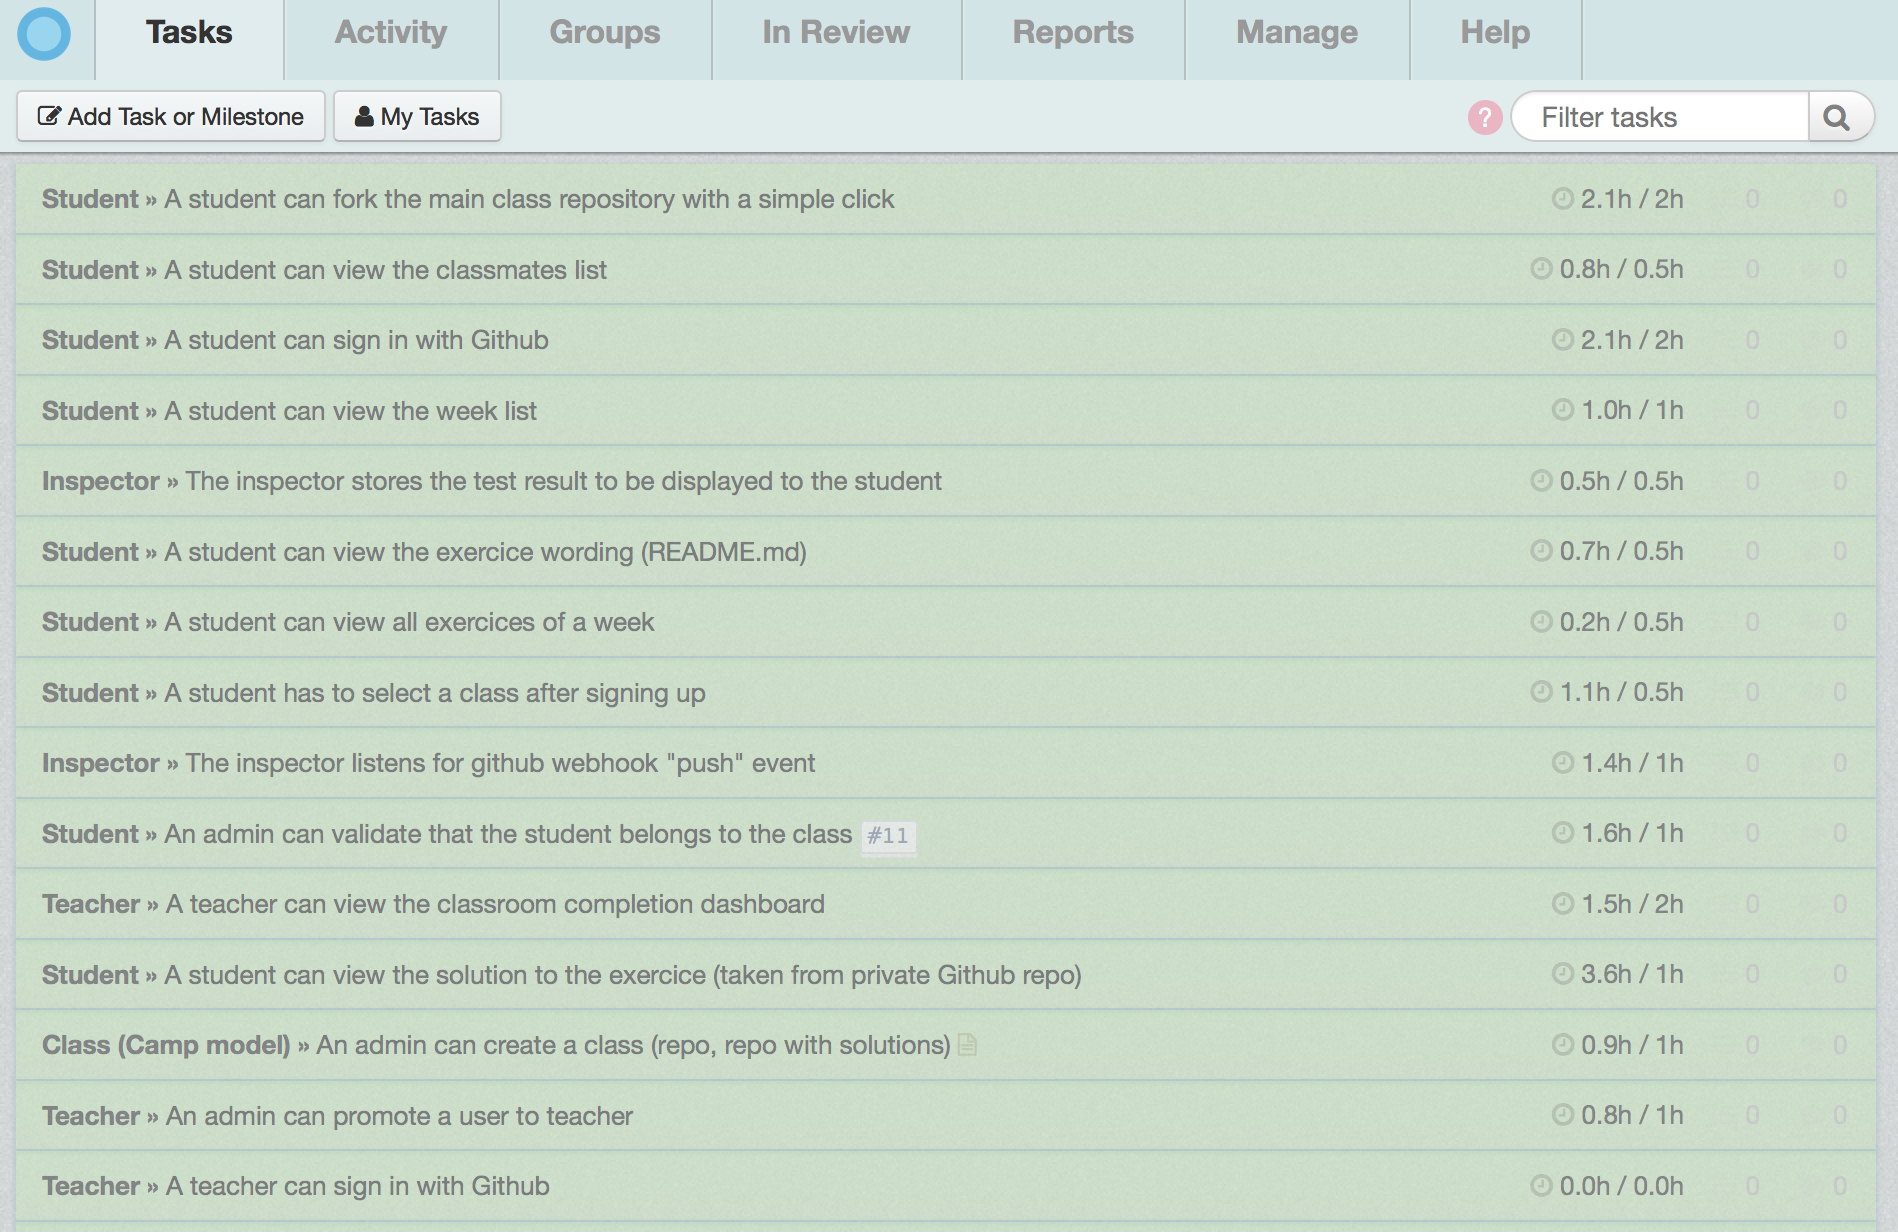 Tasks Activity Groups In Review Reports Manage Help
Add Task or Milestone My Tasks ? Filter tasks
Student » A student can fork the main class repository with a simple click 2.1h / 2h 0 0
Student » A student can view the classmates list 0.8h / 0.5h 0 0
Student » A student can sign in with Github 2.1h / 2h 0 0
Student » A student can view the week list 1.0h / 1h 0 0
Inspector » The inspector stores the test result to be displayed to the student 0.5h / 0.5h 0 0
Student » A student can view the exercice wording (README.md) 0.7h / 0.5h 0 0
Student » A student can view all exercices of a week 0.2h / 0.5h 0 0
Student » A student has to select a class after signing up 1.1h / 0.5h 0 0
Inspector » The inspector listens for github webhook "push" event 1.4h / 1h 0 0
Student » An admin can validate that the student belongs to the class #11 1.6h / 1h 0 0
Teacher » A teacher can view the classroom completion dashboard 1.5h / 2h 0 0
Student » A student can view the solution to the exercice (taken from private Github repo) 3.6h / 1h 0 0
Class (Camp model) » An admin can create a class (repo, repo with solutions) 0.9h / 1h 0 0
Teacher » An admin can promote a user to teacher 0.8h / 1h 0 0
Teacher » A teacher can sign in with Github 0.0h / 0.0h 0 0